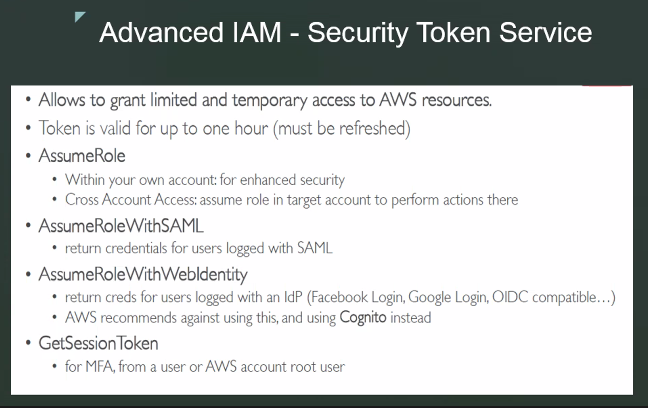 Advanced IAM - Security Token Service
• Allows to grant limited and temporary access to AWS resources.
• Token is valid for up to one hour (must be refreshed)
• AssumeRole
• Within your own account: for enhanced security
• Cross Account Access: assume role in target account to perform actions there
• AssumeRoleWithSAML
• return credentials for users logged with SAML
• AssumeRoleWithWebIdentity
• return creds for users logged with an IdP (Facebook Login, Google Login, OIDC compatible...)
• AWS recommends against using this, and using Cognito instead
• GetSessionToken
• for MFA, from a user or AWS account root user